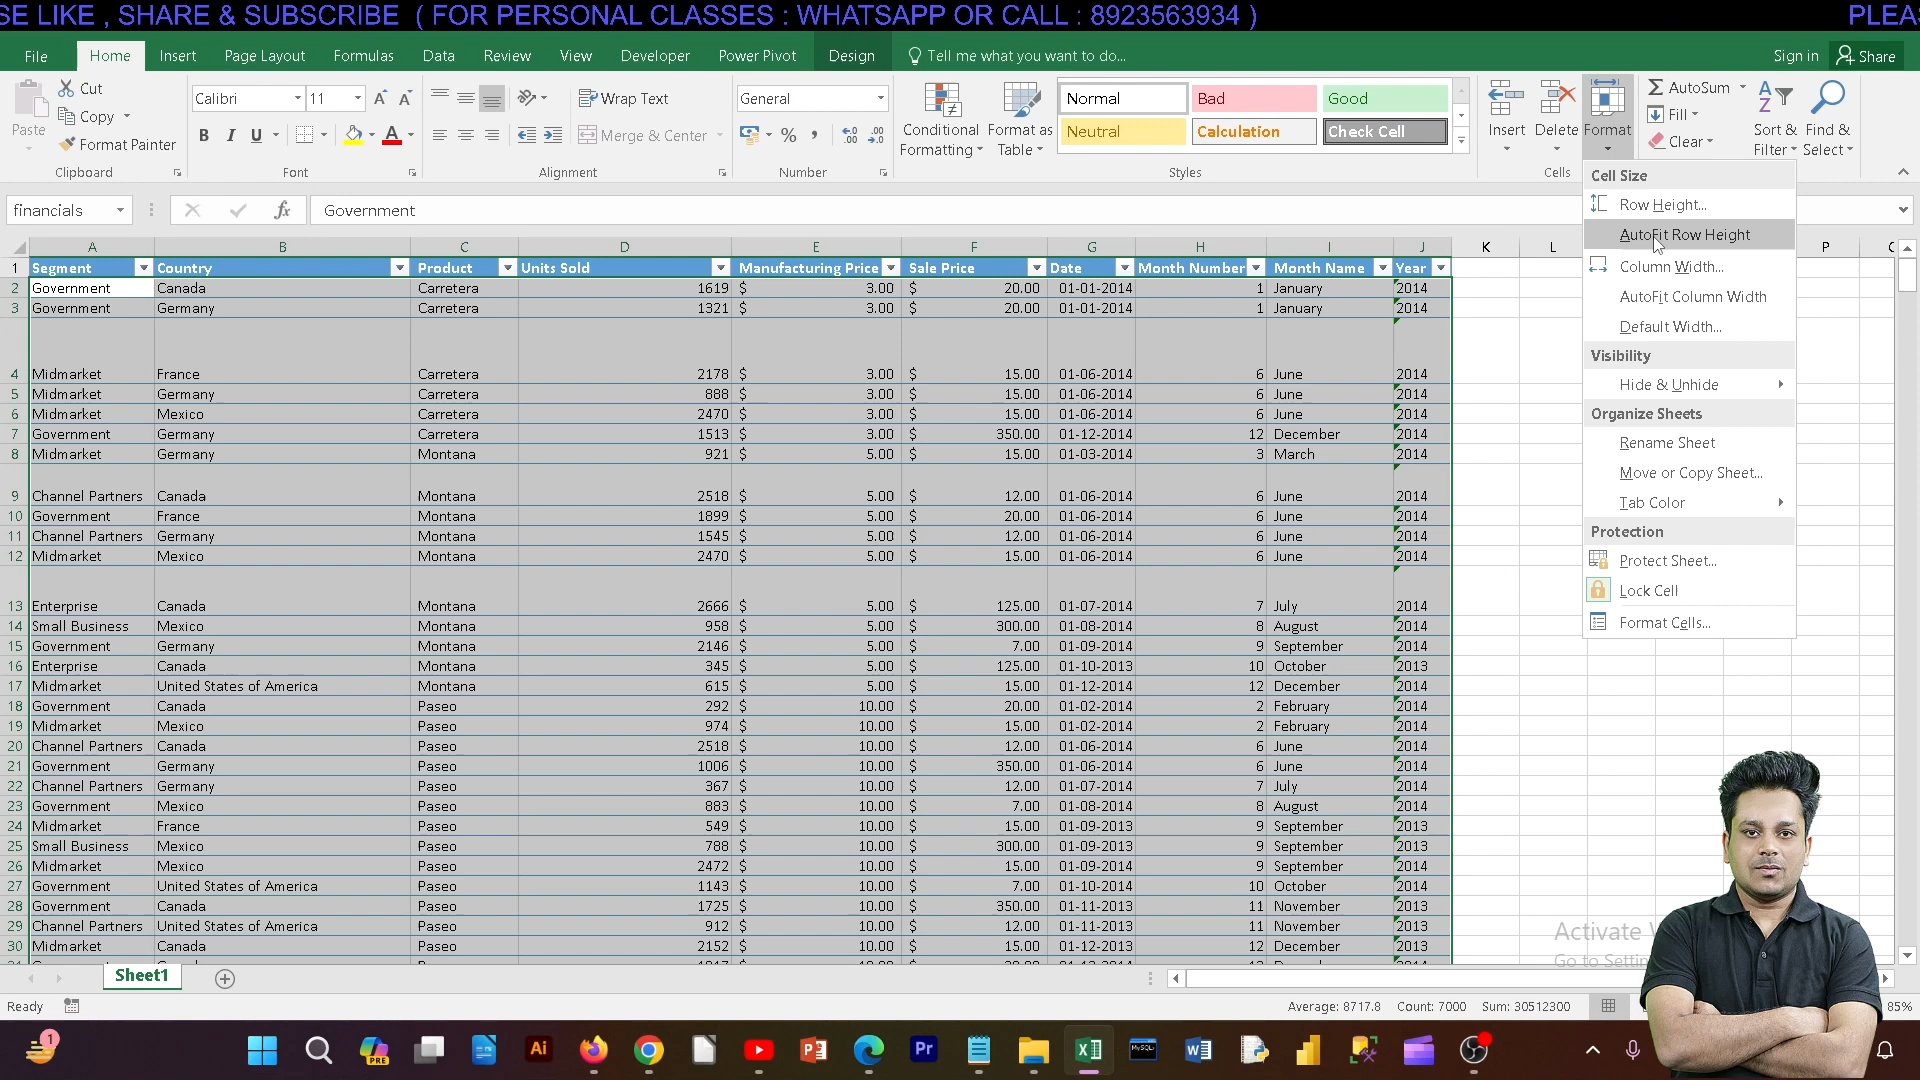 SE LIKE , SHARE & SUBSCRIBE ( FOR PERSONAL CLASSES : WHATSAPP OR CALL : 8923563934 ) PLEA
File Home Insert Page Layout Formulas Data Review View Developer Power Pivot Design Tell me what you want to do... Sign in Share
Paste Cut Copy Format Painter
Calibri 11 B I U A
Wrap Text Merge & Center
General % ,
Conditional Formatting Format as Table
Normal Bad Good
Neutral Calculation Check Cell
Insert Delete Format
AutoSum Fill Clear
Sort & Filter Find & Select
Clipboard Font Alignment Number Styles Cells
financials fx Government
Cell Size
Row Height...
AutoFit Row Height
Column Width...
AutoFit Column Width
Default Width...
Visibility
Hide & Unhide
Organize Sheets
Rename Sheet
Move or Copy Sheet...
Tab Color
Protection
Protect Sheet...
Lock Cell
Format Cells...
A B C D E F G H I J K L P
1 Segment Country Product Units Sold Manufacturing Price Sale Price Date Month Number Month Name Year
2 Government Canada Carretera 1619 $ 3.00 $ 20.00 01-01-2014 1 January 2014
3 Government Germany Carretera 1321 $ 3.00 $ 20.00 01-01-2014 1 January 2014
4 Midmarket France Carretera 2178 $ 3.00 $ 15.00 01-06-2014 6 June 2014
5 Midmarket Germany Carretera 888 $ 3.00 $ 15.00 01-06-2014 6 June 2014
6 Midmarket Mexico Carretera 2470 $ 3.00 $ 15.00 01-06-2014 6 June 2014
7 Government Germany Carretera 1513 $ 3.00 $ 350.00 01-12-2014 12 December 2014
8 Midmarket Germany Montana 921 $ 5.00 $ 15.00 01-03-2014 3 March 2014
9 Channel Partners Canada Montana 2518 $ 5.00 $ 12.00 01-06-2014 6 June 2014
10 Government France Montana 1899 $ 5.00 $ 20.00 01-06-2014 6 June 2014
11 Channel Partners Germany Montana 1545 $ 5.00 $ 12.00 01-06-2014 6 June 2014
12 Midmarket Mexico Montana 2470 $ 5.00 $ 15.00 01-06-2014 6 June 2014
13 Enterprise Canada Montana 2666 $ 5.00 $ 125.00 01-07-2014 7 July 2014
14 Small Business Mexico Montana 958 $ 5.00 $ 300.00 01-08-2014 8 August 2014
15 Government Germany Montana 2146 $ 5.00 $ 7.00 01-09-2014 9 September 2014
16 Enterprise Canada Montana 345 $ 5.00 $ 125.00 01-10-2013 10 October 2013
17 Midmarket United States of America Montana 615 $ 5.00 $ 15.00 01-12-2014 12 December 2014
18 Government Canada Paseo 292 $ 10.00 $ 20.00 01-02-2014 2 February 2014
19 Midmarket Mexico Paseo 974 $ 10.00 $ 15.00 01-02-2014 2 February 2014
20 Channel Partners Canada Paseo 2518 $ 10.00 $ 12.00 01-06-2014 6 June 2014
21 Government Germany Paseo 1006 $ 10.00 $ 350.00 01-06-2014 6 June 2014
22 Channel Partners Germany Paseo 367 $ 10.00 $ 12.00 01-07-2014 7 July 2014
23 Government Mexico Paseo 883 $ 10.00 $ 7.00 01-08-2014 8 August 2014
24 Midmarket France Paseo 549 $ 10.00 $ 15.00 01-09-2013 9 September 2013
25 Small Business Mexico Paseo 788 $ 10.00 $ 300.00 01-09-2013 9 September 2013
26 Midmarket Mexico Paseo 2472 $ 10.00 $ 15.00 01-09-2014 9 September 2014
27 Government United States of America Paseo 1143 $ 10.00 $ 7.00 01-10-2014 10 October 2014
28 Government Canada Paseo 1725 $ 10.00 $ 350.00 01-11-2013 11 November 2013
29 Channel Partners United States of America Paseo 912 $ 10.00 $ 12.00 01-11-2013 11 November 2013
30 Midmarket Canada Paseo 2152 $ 10.00 $ 15.00 01-12-2013 12 December 2013
Activate
Go to
Sheet1
Ready Average: 8717.8 Count: 7000 Sum: 30512300 85%
1 PRE Ai Pr MySQL